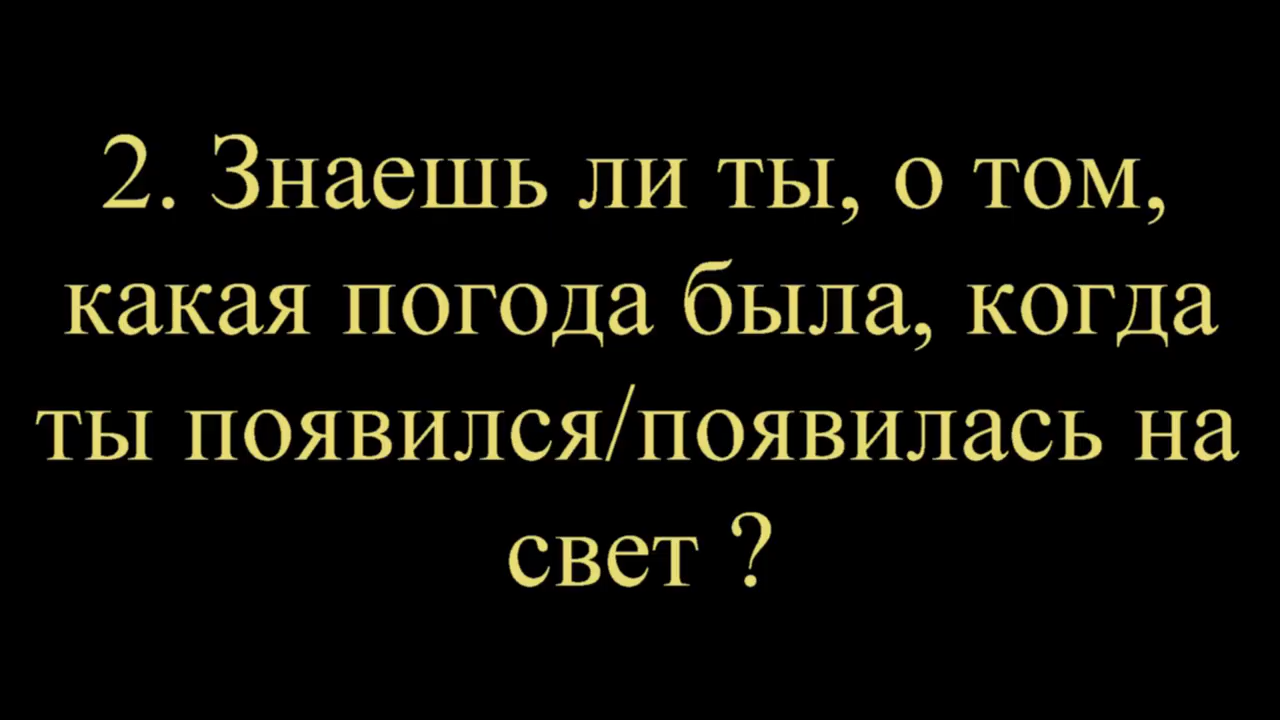 2. Знаешь ли ты, о том,
какая погода была, когда
ты появился/появилась на
свет ?